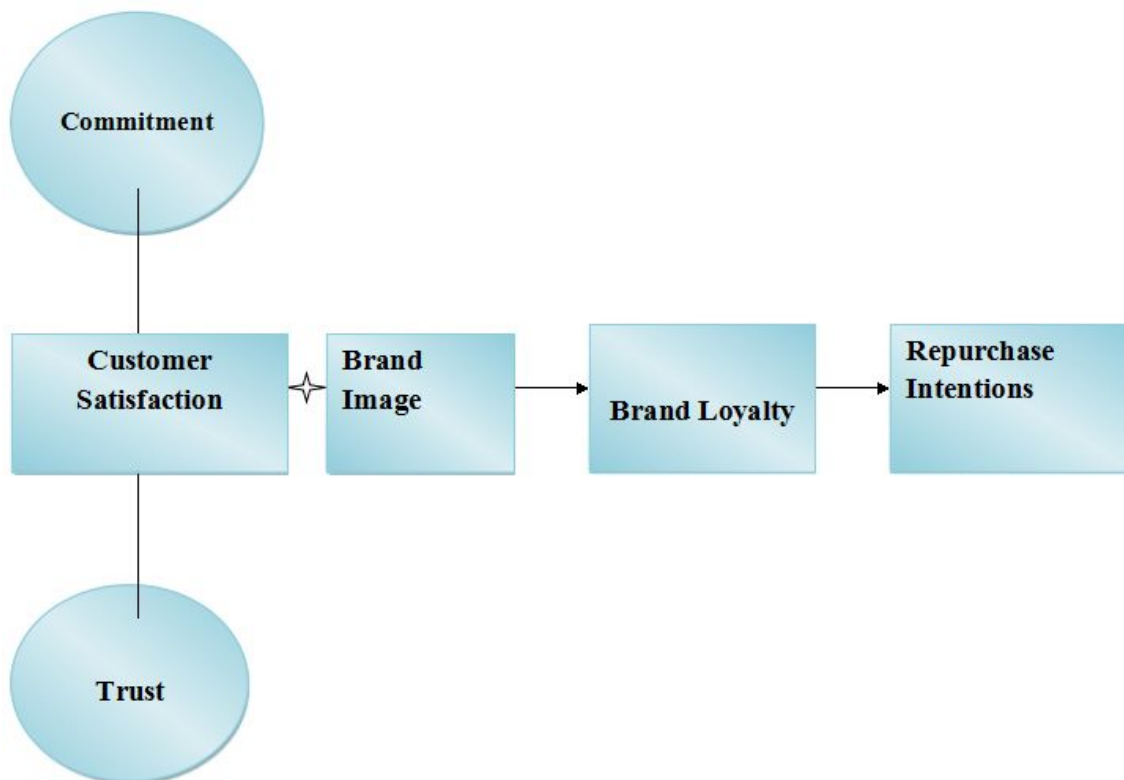 Commitment
Customer
Satisfaction
Brand
Image
Brand Loyalty
Repurchase
Intentions
Trust